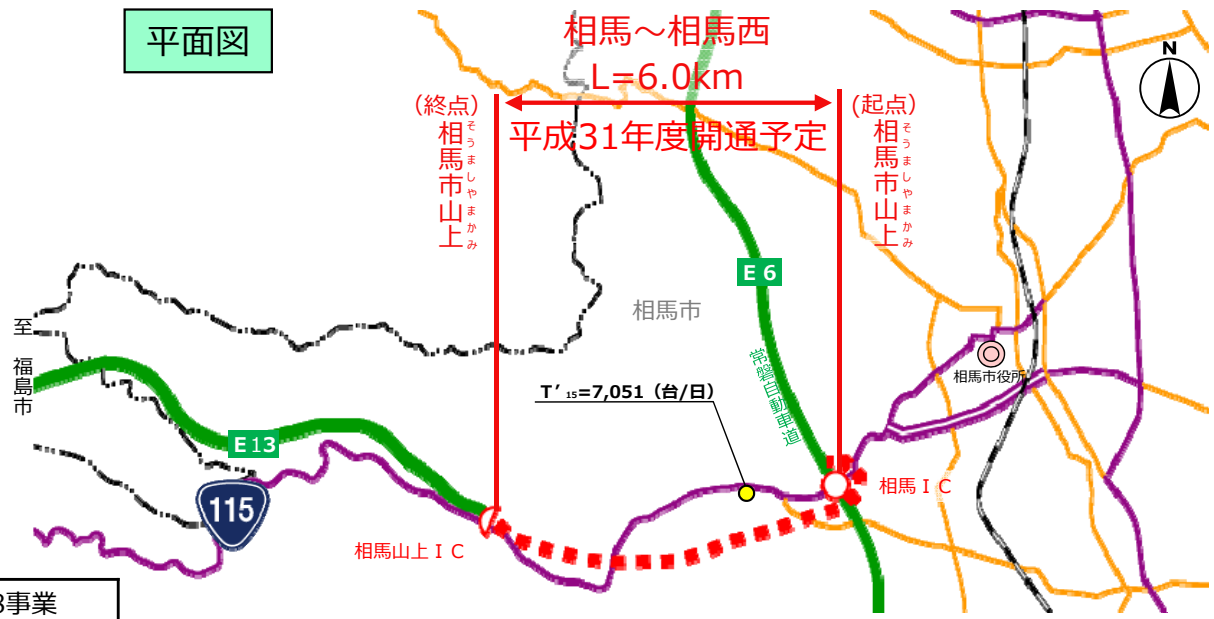 平面図
相馬～相馬西
L=6.0km
平成31年度開通予定
N
(終点)
相馬市山上
そうましやまかみ
(起点)
相馬市山上
そうましやまかみ
E 6
相馬市
至
福島市
常磐自動車道
相馬市役所
T’15=7,051（台/日）
E 13
115
相馬ＩＣ
相馬山上ＩＣ
事業